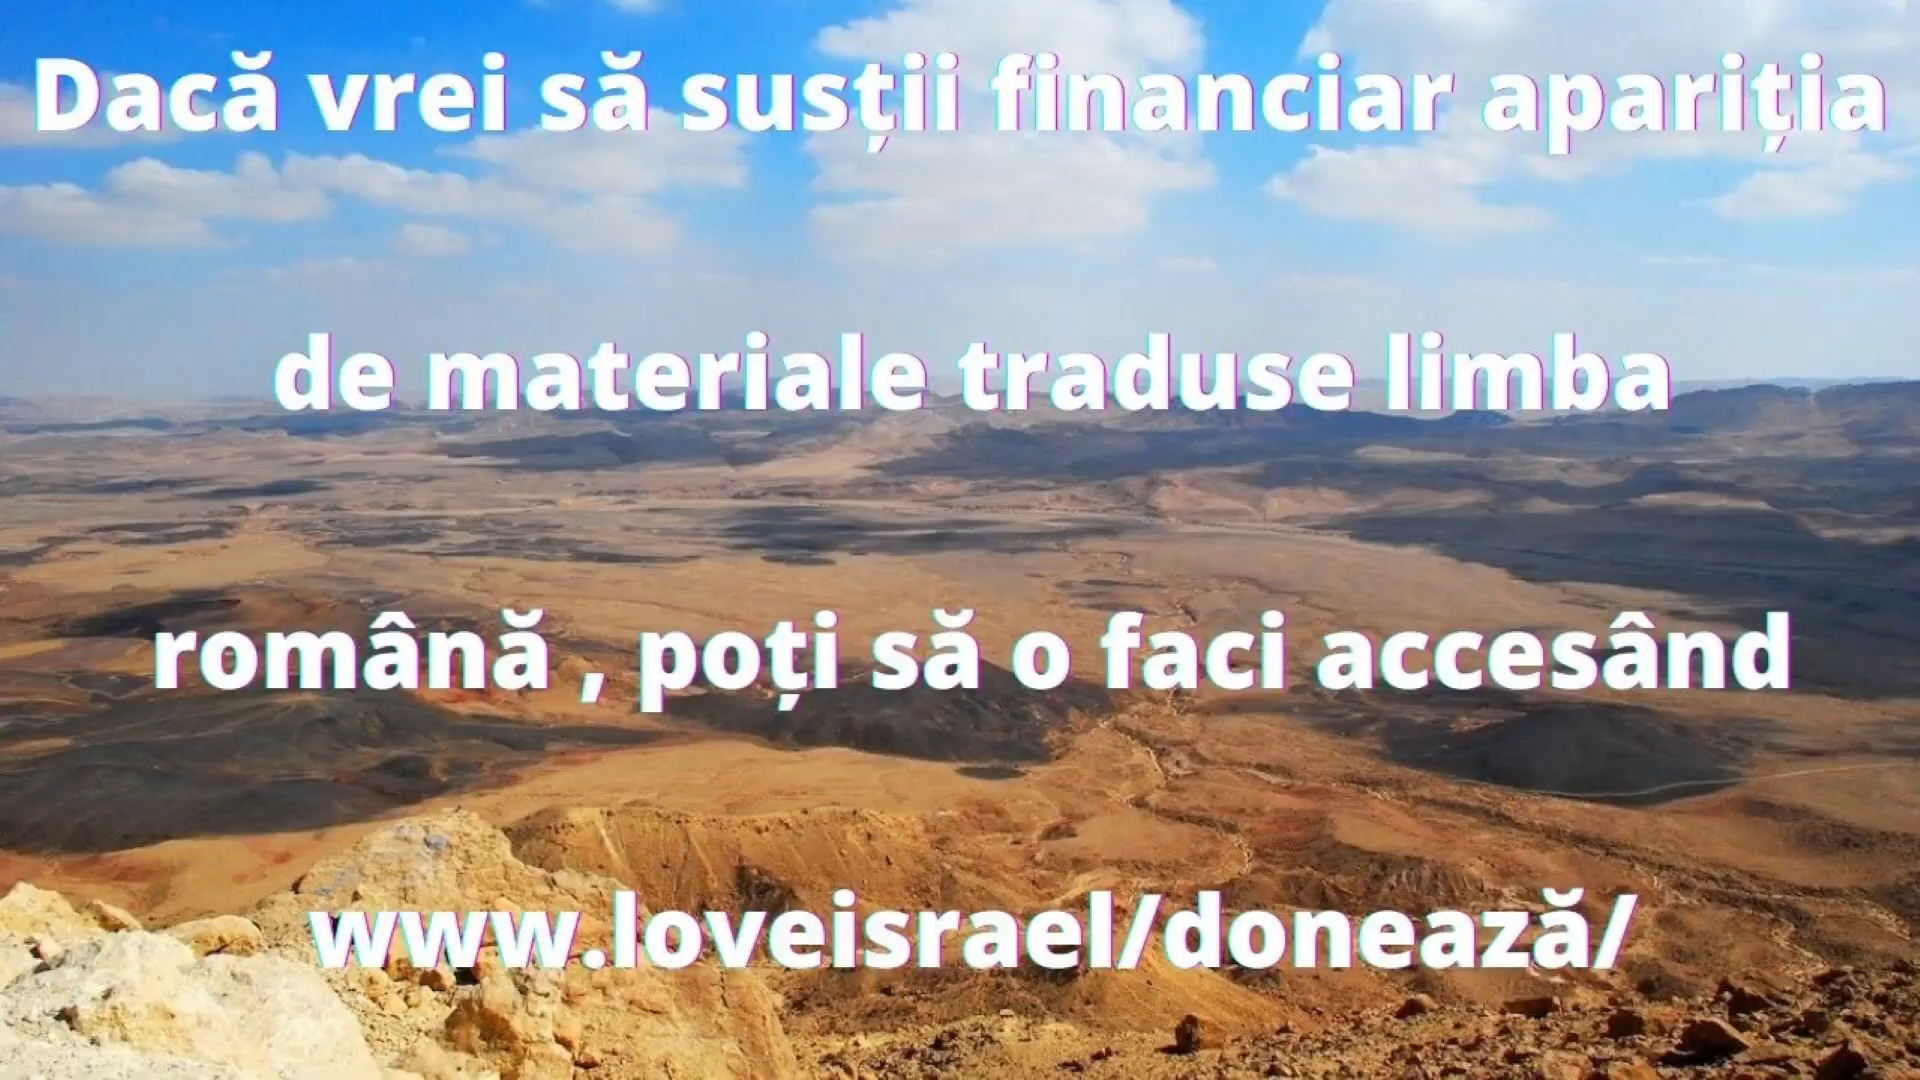 Dacă vrei să susții financiar apariția
de materiale traduse limba
română , poți să o faci accesând
www.loveisrael/donează/